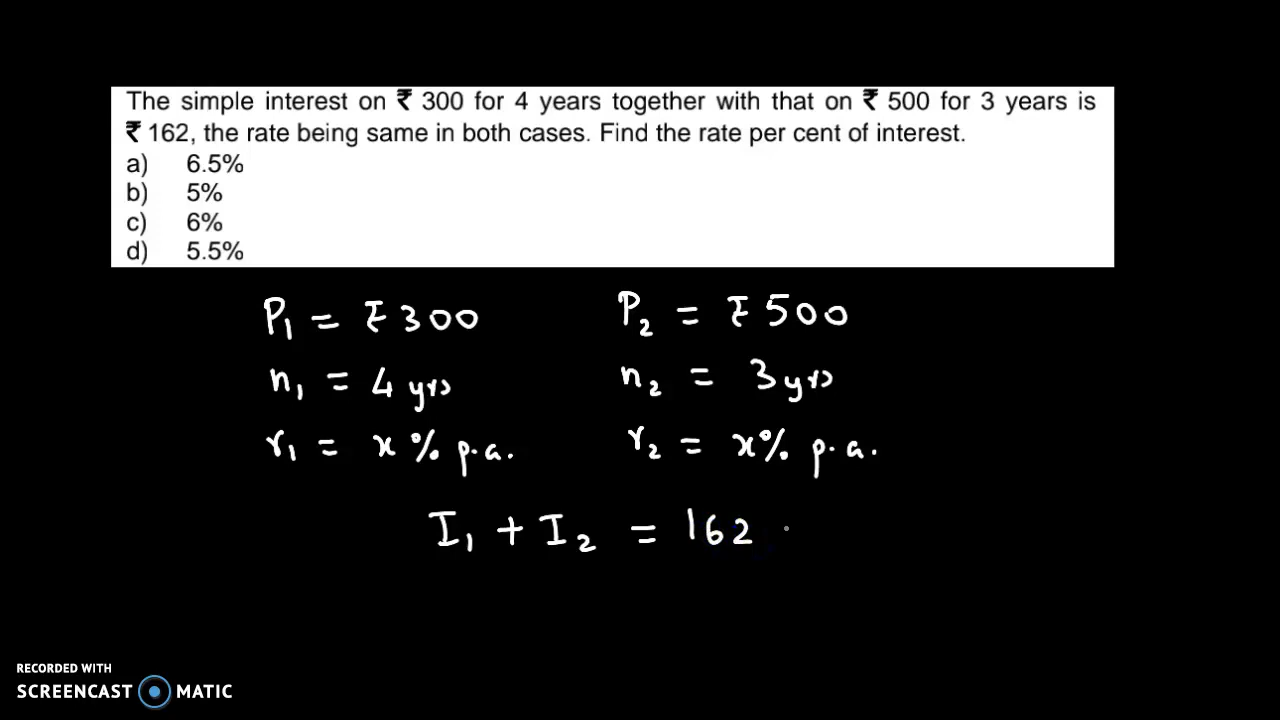 The simple interest on ₹ 300 for 4 years together with that on ₹ 500 for 3 years is
₹ 162, the rate being same in both cases. Find the rate per cent of interest.
a) 6.5%
b) 5%
c) 6%
d) 5.5%
P₁ = ₹ 300 P₂ = ₹ 500
n₁ = 4 yrs n₂ = 3 yrs
r₁ = x % p.a. r₂ = x% p.a.
I₁ + I₂ = 162
RECORDED WITH
SCREENCAST MATIC